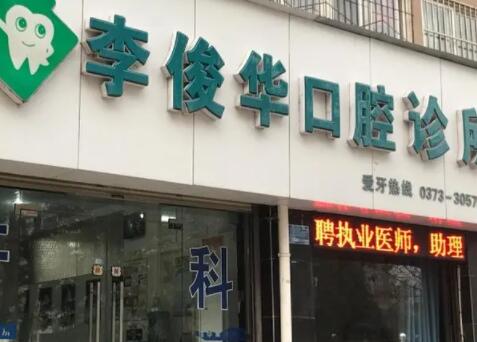 李俊华口腔诊所
爱牙热线 0373-3057
聘执业医师，助理
科